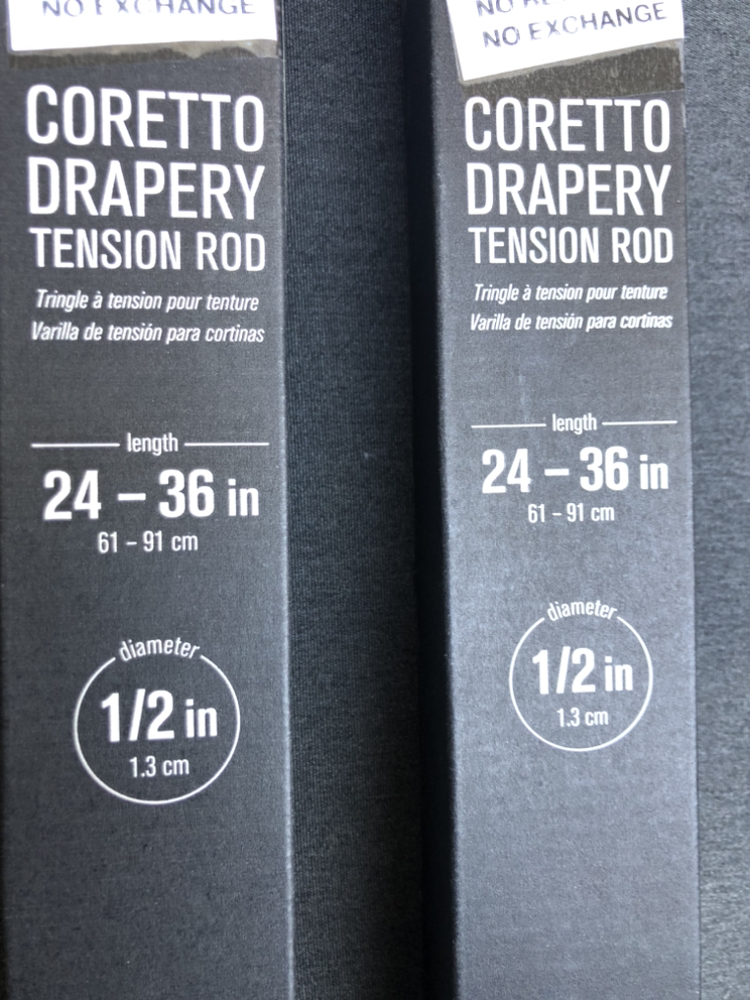 NO EXCHANGE
CORETTO
DRAPERY
TENSION ROD
Tringle à tension pour tenture
Varilla de tensión para cortinas
length
24 – 36 in
61 – 91 cm
diameter
1/2 in
1.3 cm
NO
NO EXCHANGE
CORETTO
DRAPERY
TENSION ROD
Tringle à tension pour tenture
Varilla de tensión para cortinas
length
24 – 36 in
61 – 91 cm
diameter
1/2 in
1.3 cm